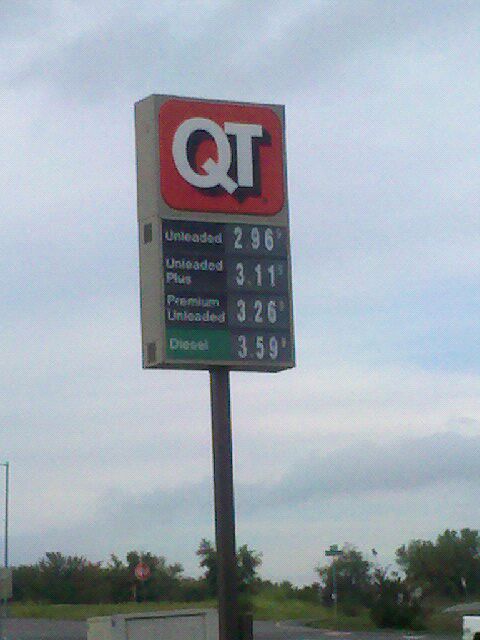 QT
Unleaded 2.96 9
Unleaded Plus 3.11 9
Premium Unleaded 3.26 9
Diesel 3.59 9